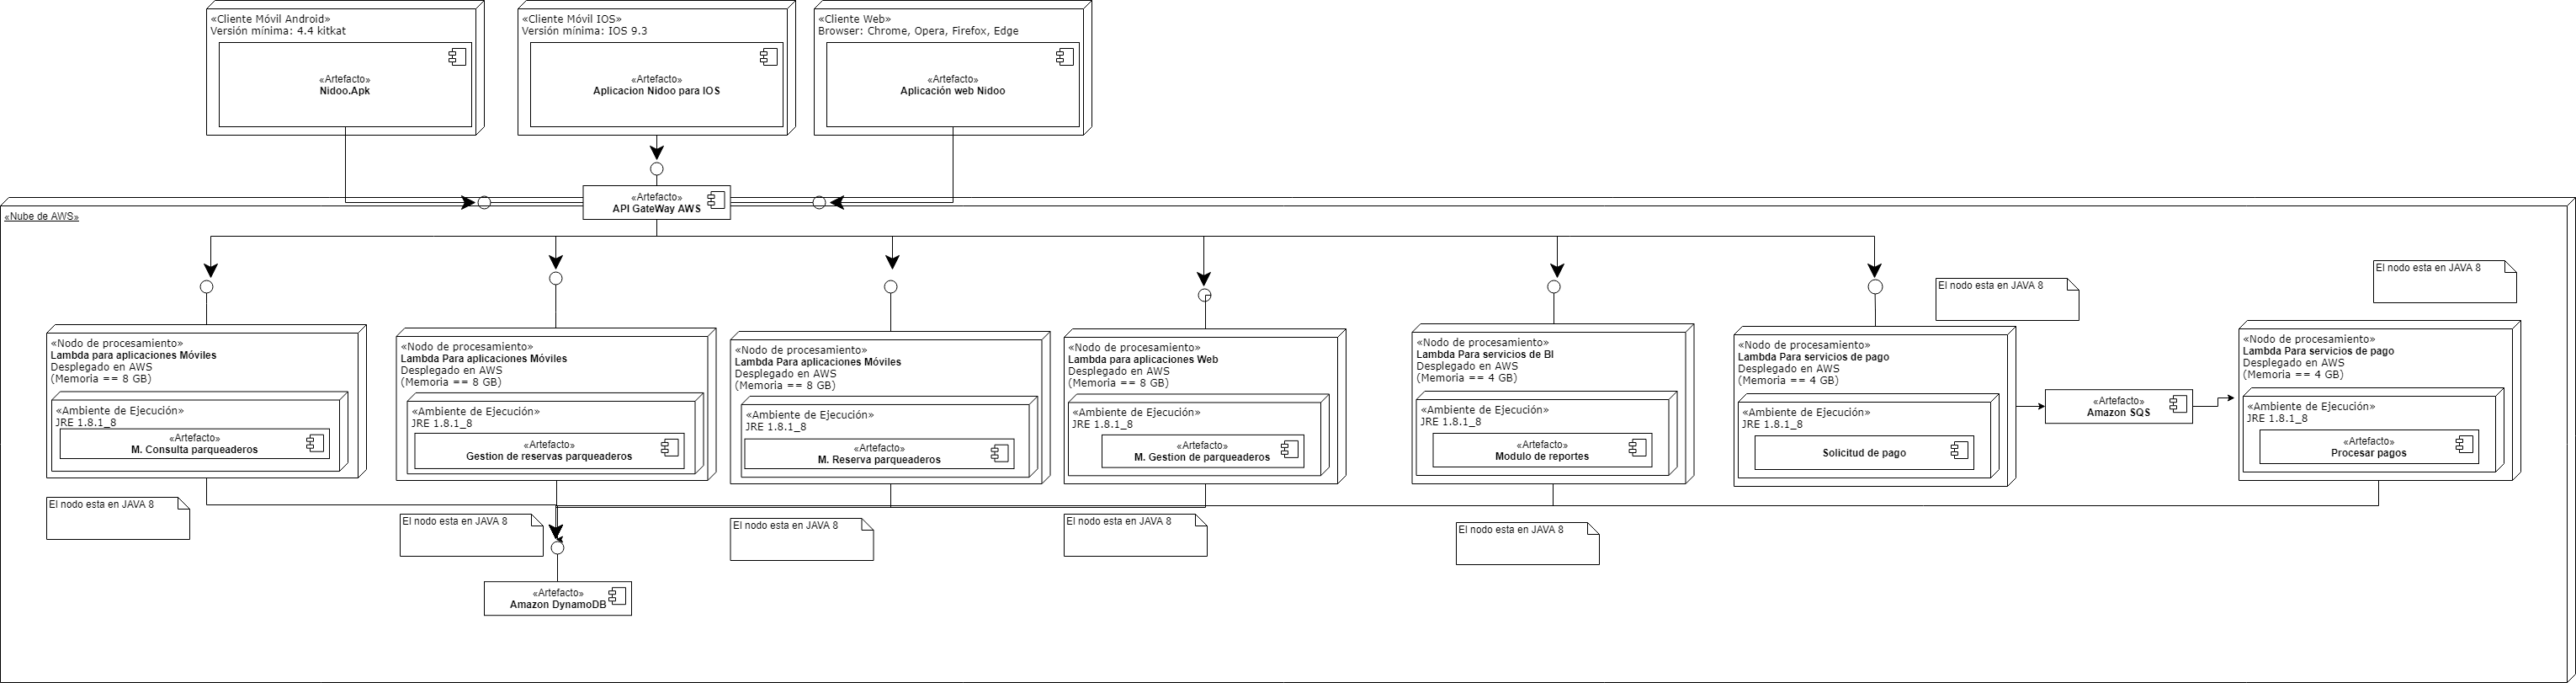 «Cliente Móvil Android»
Versión mínima: 4.4 kitkat
«Artefacto»
Nidoo.Apk
«Cliente Móvil IOS»
Versión mínima: IOS 9.3
«Artefacto»
Aplicacion Nidoo para IOS
«Cliente Web»
Browser: Chrome, Opera, Firefox, Edge
«Artefacto»
Aplicación web Nidoo
«Artefacto»
API GateWay AWS
«Nube de AWS»
El nodo esta en JAVA 8
El nodo esta en JAVA 8
«Nodo de procesamiento»
Lambda para aplicaciones Móviles
Desplegado en AWS
(Memoria == 8 GB)
«Ambiente de Ejecución»
JRE 1.8.1_8
«Artefacto»
M. Consulta parqueaderos
«Nodo de procesamiento»
Lambda Para aplicaciones Móviles
Desplegado en AWS
(Memoria == 8 GB)
«Ambiente de Ejecución»
JRE 1.8.1_8
«Artefacto»
Gestion de reservas parqueaderos
«Nodo de procesamiento»
Lambda Para aplicaciones Móviles
Desplegado en AWS
(Memoria == 8 GB)
«Ambiente de Ejecución»
JRE 1.8.1_8
«Artefacto»
M. Reserva parqueaderos
«Nodo de procesamiento»
Lambda para aplicaciones Web
Desplegado en AWS
(Memoria == 8 GB)
«Ambiente de Ejecución»
JRE 1.8.1_8
«Artefacto»
M. Gestion de parqueaderos
«Nodo de procesamiento»
Lambda Para servicios de BI
Desplegado en AWS
(Memoria == 4 GB)
«Ambiente de Ejecución»
JRE 1.8.1_8
«Artefacto»
Modulo de reportes
«Nodo de procesamiento»
Lambda Para servicios de pago
Desplegado en AWS
(Memoria == 4 GB)
«Ambiente de Ejecución»
JRE 1.8.1_8
Solicitud de pago
«Artefacto»
Amazon SQS
«Nodo de procesamiento»
Lambda Para servicios de pago
Desplegado en AWS
(Memoria == 4 GB)
«Ambiente de Ejecución»
JRE 1.8.1_8
«Artefacto»
Procesar pagos
El nodo esta en JAVA 8
El nodo esta en JAVA 8
El nodo esta en JAVA 8
El nodo esta en JAVA 8
El nodo esta en JAVA 8
«Artefacto»
Amazon DynamoDB